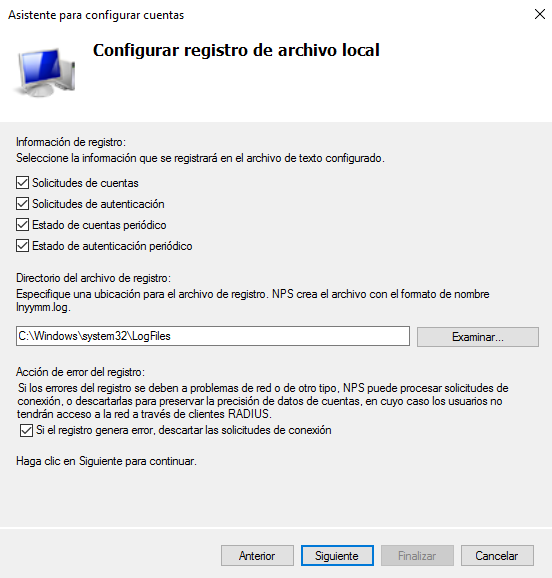 Asistente para configurar cuentas
Configurar registro de archivo local
Información de registro:
Seleccione la información que se registrará en el archivo de texto configurado.
Solicitudes de cuentas
Solicitudes de autenticación
Estado de cuentas periódico
Estado de autenticación periódico
Directorio del archivo de registro:
Especifique una ubicación para el archivo de registro. NPS crea el archivo con el formato de nombre
Inyymm.log.
C:\Windows\system32\LogFiles
Examinar...
Acción de error del registro:
Si los errores del registro se deben a problemas de red o de otro tipo, NPS puede procesar solicitudes de
conexión, o descartarlas para preservar la precisión de datos de cuentas, en cuyo caso los usuarios no
tendrán acceso a la red a través de clientes RADIUS.
Si el registro genera error, descartar las solicitudes de conexión
Haga clic en Siguiente para continuar.
Anterior
Siguiente
Finalizar
Cancelar